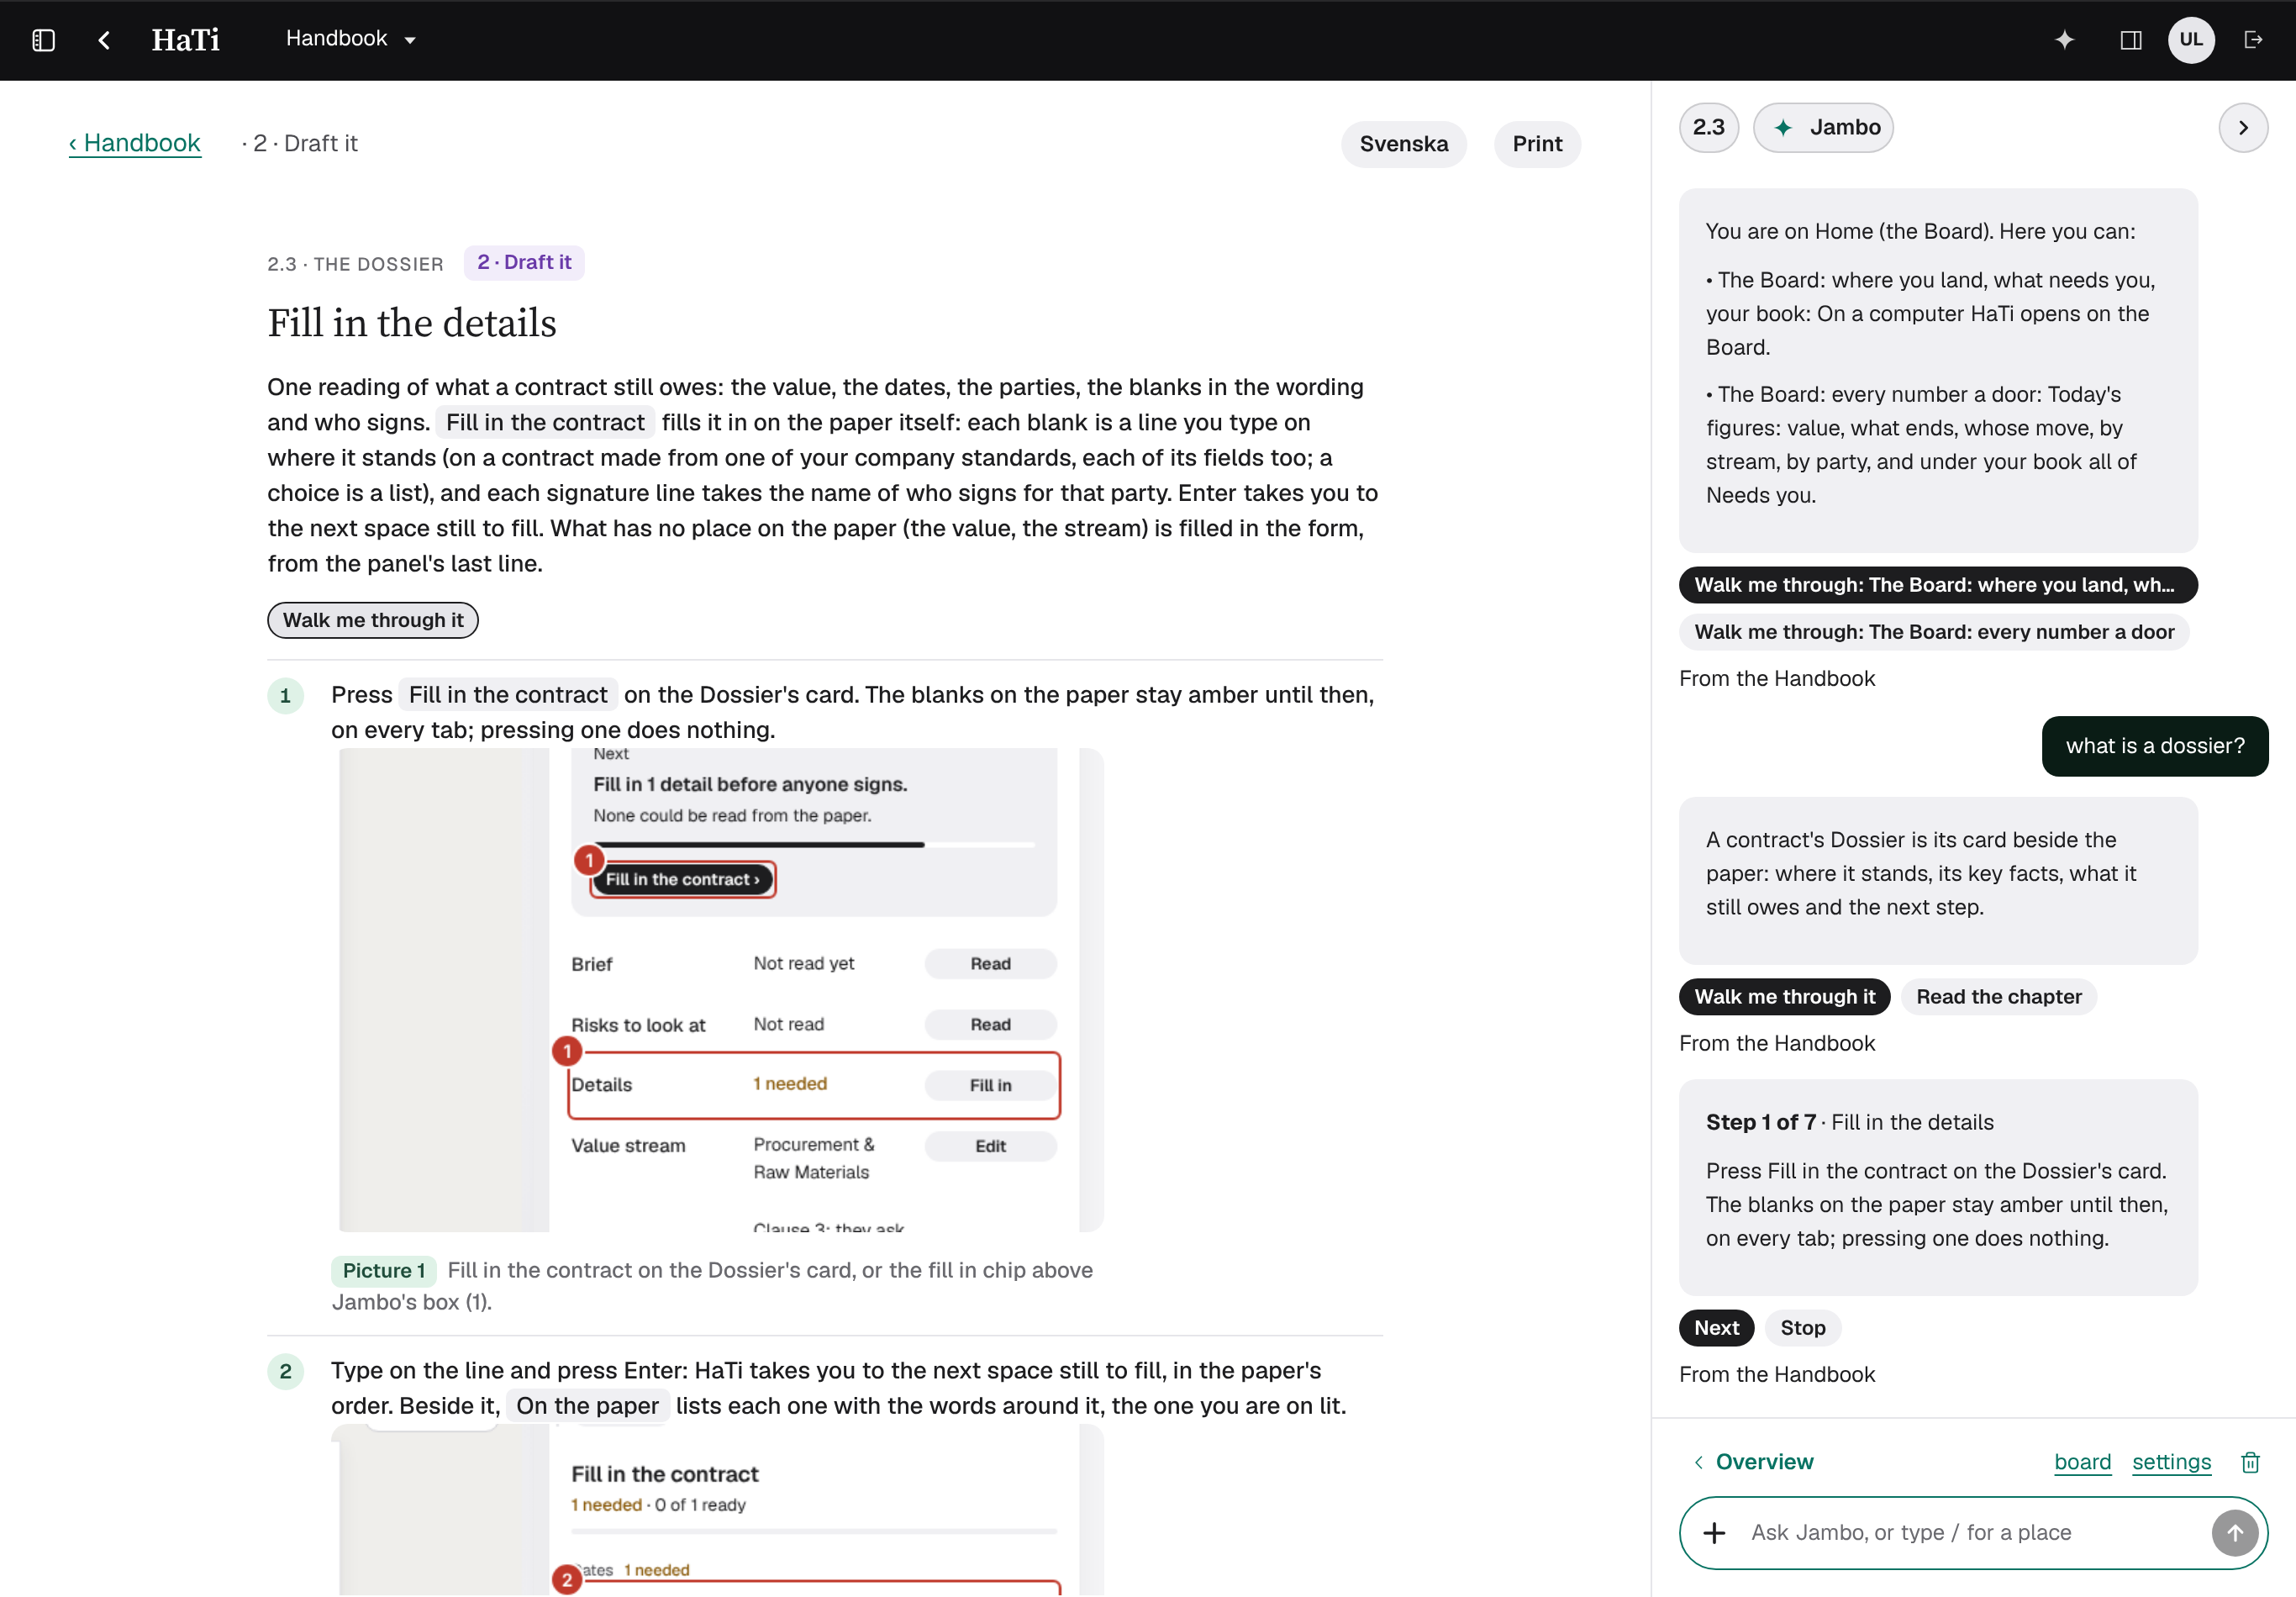 HaTi
Handbook
UL
‹ Handbook
· 2 · Draft it
Svenska
Print
2.3 · THE DOSSIER
2 · Draft it
Fill in the details
One reading of what a contract still owes: the value, the dates, the parties, the blanks in the wording
and who signs. Fill in the contract fills it in on the paper itself: each blank is a line you type on
where it stands (on a contract made from one of your company standards, each of its fields too; a
choice is a list), and each signature line takes the name of who signs for that party. Enter takes you to
the next space still to fill. What has no place on the paper (the value, the stream) is filled in the form,
from the panel's last line.
Walk me through it
1
Press Fill in the contract on the Dossier's card. The blanks on the paper stay amber until then,
on every tab; pressing one does nothing.
Next
Fill in 1 detail before anyone signs.
None could be read from the paper.
1
Fill in the contract ›
Brief
Not read yet
Read
Risks to look at
Not read
Read
1
Details
1 needed
Fill in
Value stream
Procurement &
Raw Materials
Edit
Clause 3: they ask
Picture 1 Fill in the contract on the Dossier's card, or the fill in chip above
Jambo's box (1).
2
Type on the line and press Enter: HaTi takes you to the next space still to fill, in the paper's
order. Beside it, On the paper lists each one with the words around it, the one you are on lit.
Fill in the contract
1 needed · 0 of 1 ready
2
1 needed
2.3
Jambo
You are on Home (the Board). Here you can:
• The Board: where you land, what needs you,
your book: On a computer HaTi opens on the
Board.
• The Board: every number a door: Today's
figures: value, what ends, whose move, by
stream, by party, and under your book all of
Needs you.
Walk me through: The Board: where you land, wh...
Walk me through: The Board: every number a door
From the Handbook
what is a dossier?
A contract's Dossier is its card beside the
paper: where it stands, its key facts, what it
still owes and the next step.
Walk me through it
Read the chapter
From the Handbook
Step 1 of 7 · Fill in the details
Press Fill in the contract on the Dossier's card.
The blanks on the paper stay amber until then,
on every tab; pressing one does nothing.
Next
Stop
From the Handbook
‹ Overview
board
settings
Ask Jambo, or type / for a place